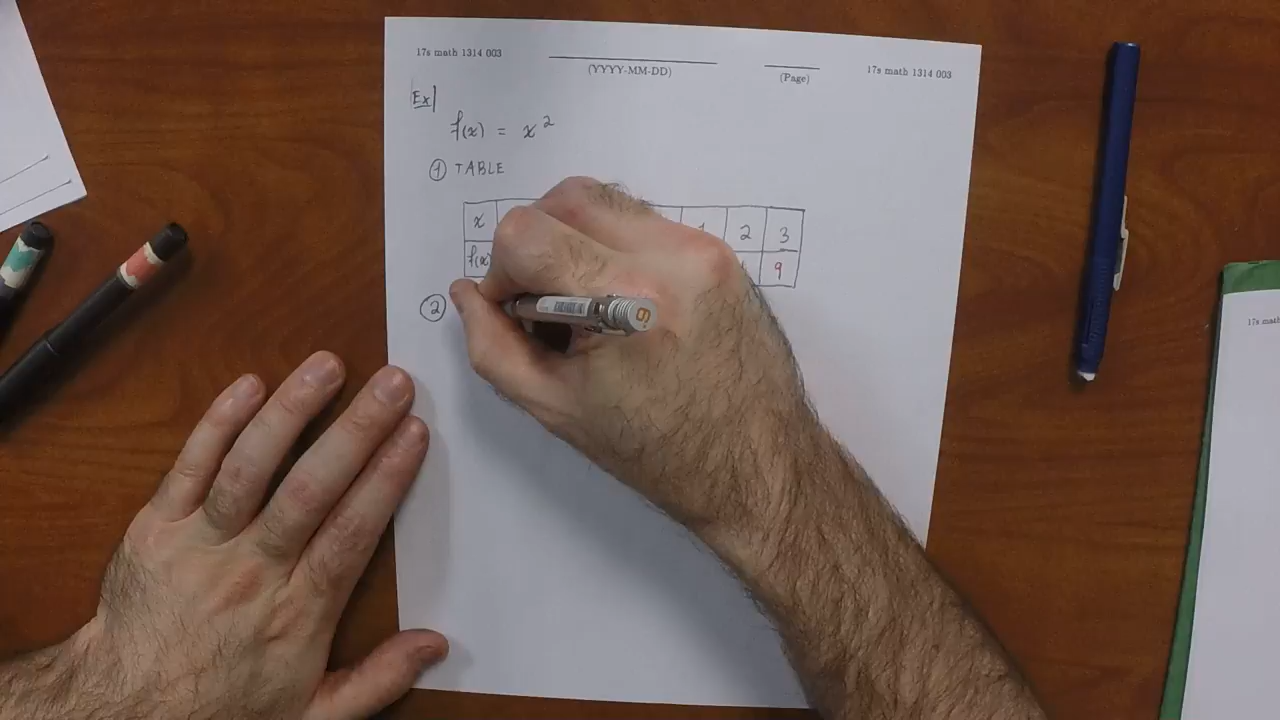 17s math 1314 003 (YYYY-MM-DD) (Page) 17s math 1314 003
Ex
f(x) = x²
① TABLE
x 2 3
f(x) 9
②
17s